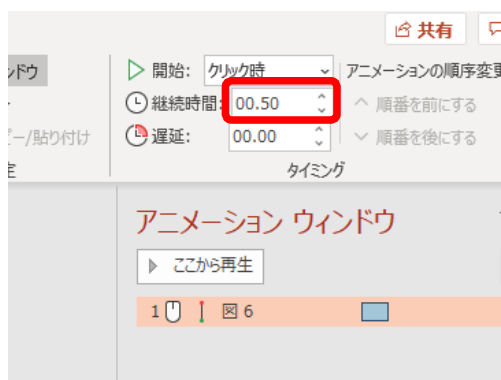 共有
ンドウ
開始: クリック時
アニメーションの順序変更
継続時間: 00.50
順番を前にする
ピー/貼り付け
遅延: 00.00
順番を後にする
定
タイミング
アニメーション ウィンドウ
ここから再生
1 図 6